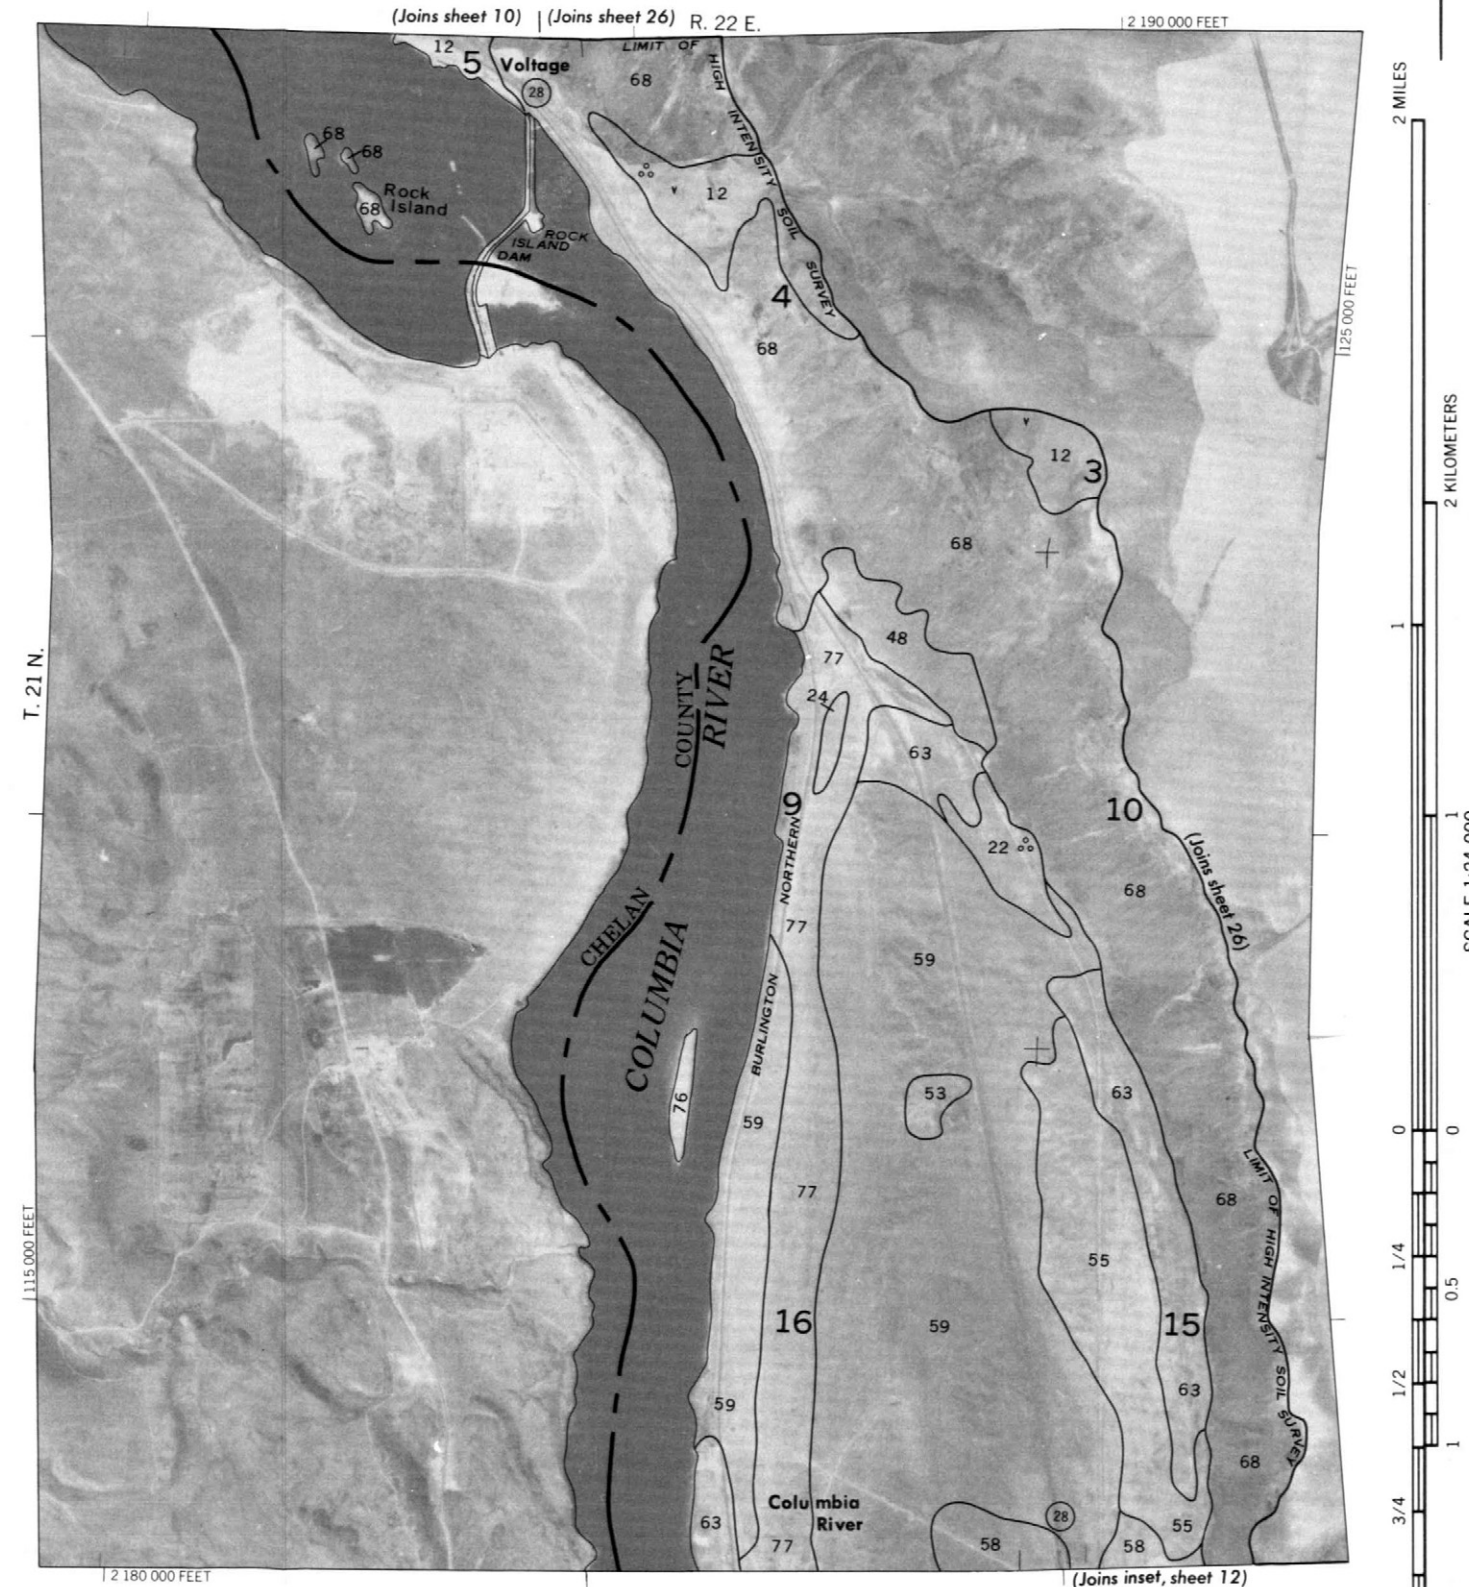 (Joins sheet 10) | (Joins sheet 26) R. 22 E.
2 190 000 FEET
12
5
Voltage
28
LIMIT OF HIGH INTENSITY SOIL SURVEY
68
68
68
68
Rock
Island
ROCK
ISLAND
DAM
12
4
68
125 000 FEET
12
3
68
48
77
24
63
T. 21 N.
COUNTY
RIVER
9
10
22
68
(Joins sheet 26)
BURLINGTON NORTHERN
77
CHELAN
COLUMBIA
59
76
59
53
63
77
68
LIMIT OF HIGH INTENSITY SOIL SURVEY
115 000 FEET
55
16
59
15
59
63
68
Columbia
River
63
77
28
58
58
55
2 180 000 FEET
(Joins inset, sheet 12)
2 MILES
2 KILOMETERS
1
1
0
0
1/4
0.5
1/2
1
3/4